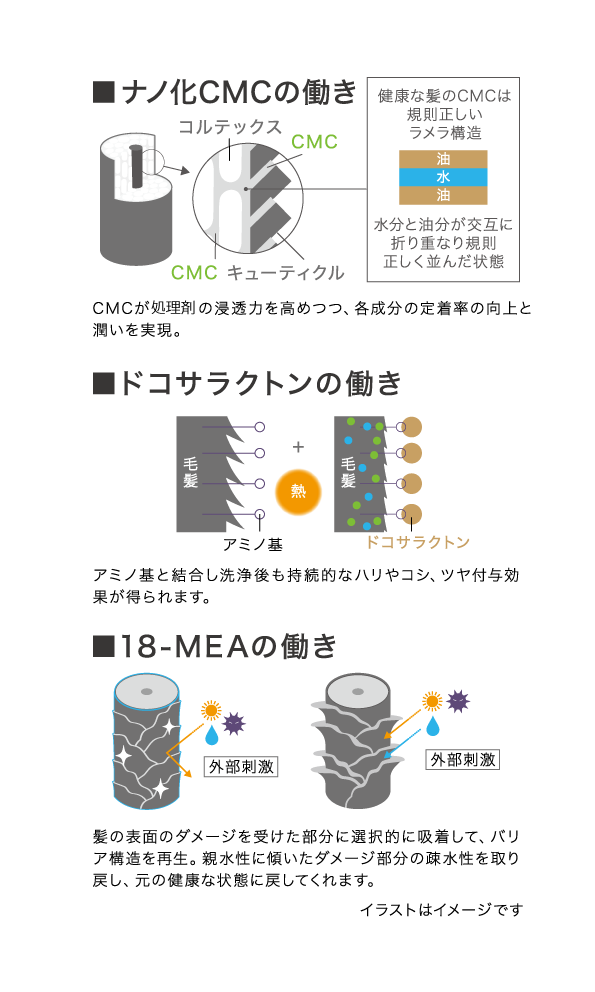 ■ナノ化CMCの働き
コルテックス
CMC
CMC キューティクル
健康な髪のCMCは
規則正しい
ラメラ構造
油
水
油
水分と油分が交互に
折り重なり規則
正しく並んだ状態
CMCが処理剤の浸透力を高めつつ、各成分の定着率の向上と
潤いを実現。
■ドコサラクトンの働き
毛髪
+
熱
毛髪
アミノ基
ドコサラクトン
アミノ基と結合し洗浄後も持続的なハリやコシ、ツヤ付与効
果が得られます。
■18-MEAの働き
外部刺激
外部刺激
髪の表面のダメージを受けた部分に選択的に吸着して、バリ
ア構造を再生。親水性に傾いたダメージ部分の疎水性を取り
戻し、元の健康な状態に戻してくれます。
イラストはイメージです